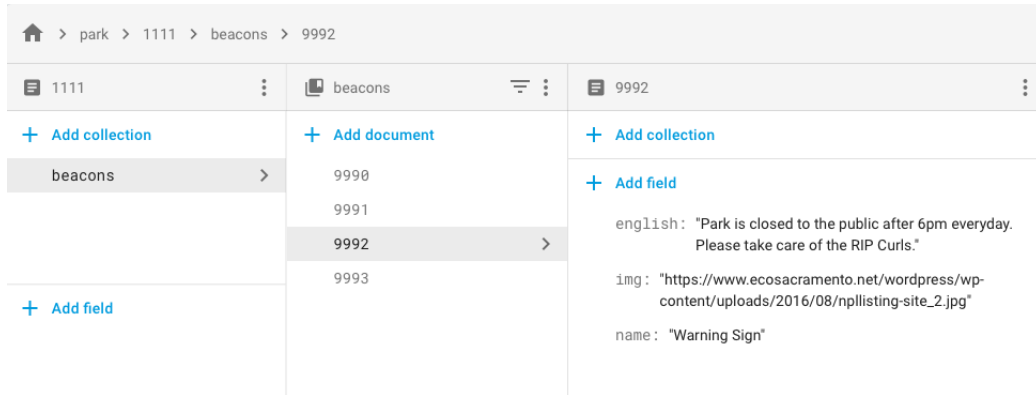 park > 1111 > beacons > 9992
1111
beacons
9992
+ Add collection
+ Add document
+ Add collection
beacons
9990
9991
9992
9993
+ Add field
+ Add field
english: "Park is closed to the public after 6pm everyday.
Please take care of the RIP Curls."
img: "https://www.ecosacramento.net/wordpress/wp-
content/uploads/2016/08/npllisting-site_2.jpg"
name: "Warning Sign"